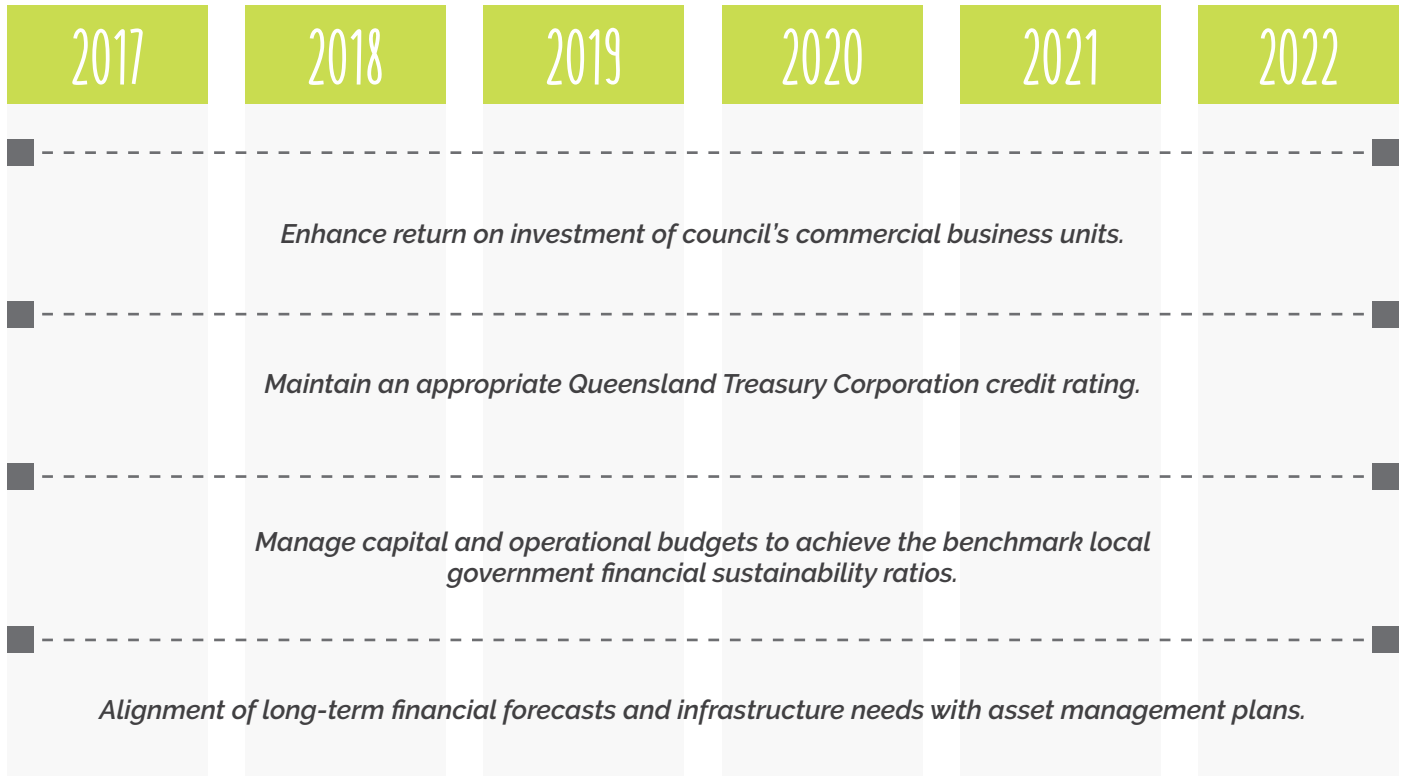 2017 2018 2019 2020 2021 2022
Enhance return on investment of council’s commercial business units.
Maintain an appropriate Queensland Treasury Corporation credit rating.
Manage capital and operational budgets to achieve the benchmark local
government financial sustainability ratios.
Alignment of long-term financial forecasts and infrastructure needs with asset management plans.